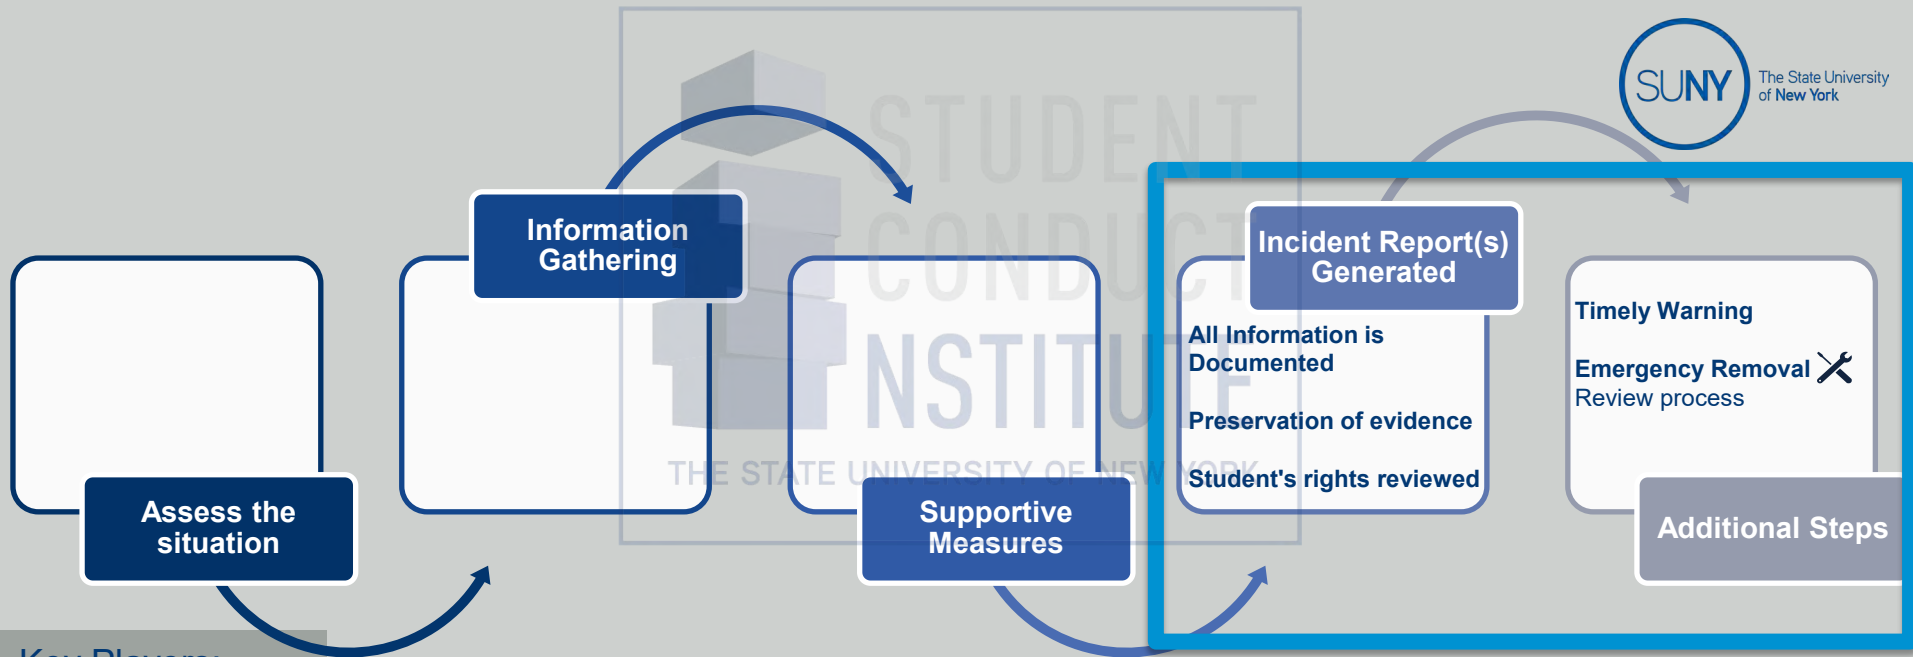 SUNY
The State University
of New York
STUDENT
CONDUCT
INSTITUTE
THE STATE UNIVERSITY OF NEW YORK
Assess the
situation
Information
Gathering
Supportive
Measures
Incident Report(s)
Generated
All Information is
Documented
Preservation of evidence
Student's rights reviewed
Timely Warning
Emergency Removal
Review process
Additional Steps
Key Players: